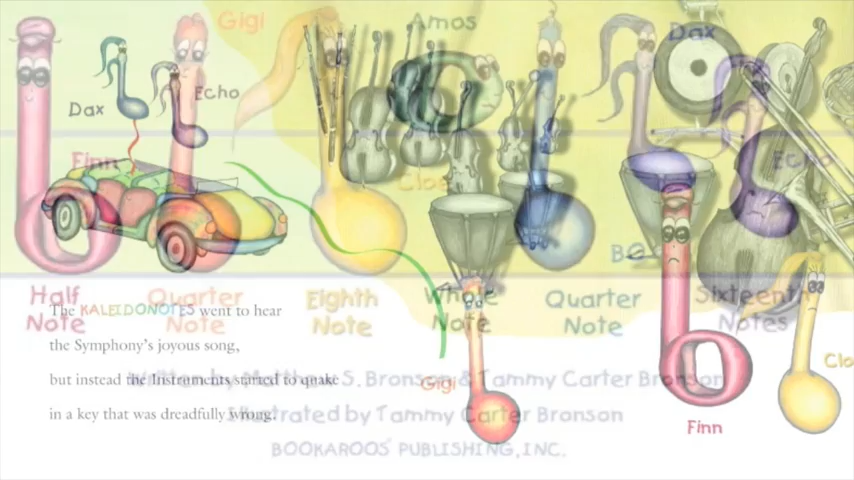 Gigi
Amos
Dax
Dax
Echo
Finn
Echo
Cloe
Half Note
Quarter Note
Eighth Note
Whole Note
Quarter Note
Sixteenth Notes
The KALEIDONOTES went to hear
the Symphony's joyous song,
but instead the Instruments started to quake
in a key that was dreadfully wrong.
Written by Matthew S. Bronson & Tammy Carter Bronson
Illustrated by Tammy Carter Bronson
BOOKAROOS PUBLISHING, INC.
Gigi
Finn
Clo